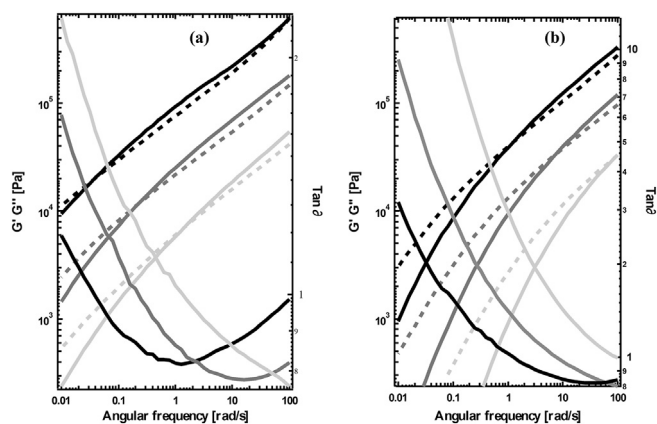 (a)
(b)
2
1
9
8
10
9
8
7
6
5
4
3
2
1
9
8
10⁵
10⁴
10³
10⁵
10⁴
10³
G' G'' [Pa]
Tan ∂
G' G'' [Pa]
Tan∂
0.01 0.1 1 10 100
0.01 0.1 1 10 100
Angular frequency [rad/s]
Angular frequency [rad/s]